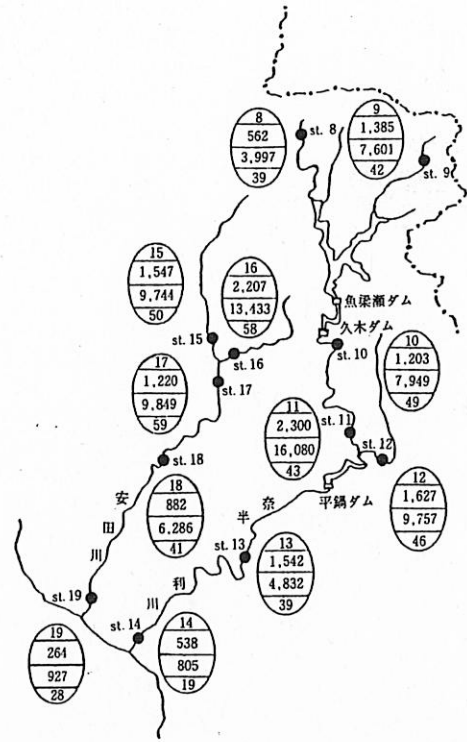 8
562
3,997
39
st. 8
9
1,385
7,601
42
st. 9
15
1,547
9,744
50
16
2,207
13,433
58
魚梁瀬ダム
久木ダム
st. 15
st. 16
st. 10
10
1,203
7,949
49
17
1,220
9,849
59
st. 17
11
2,300
16,080
43
st. 11
st. 12
st. 18
平鍋ダム
12
1,627
9,757
46
18
882
6,286
41
安田川
奈半利川
st. 13
13
1,542
4,832
39
st. 19
st. 14
19
264
927
28
14
538
805
19